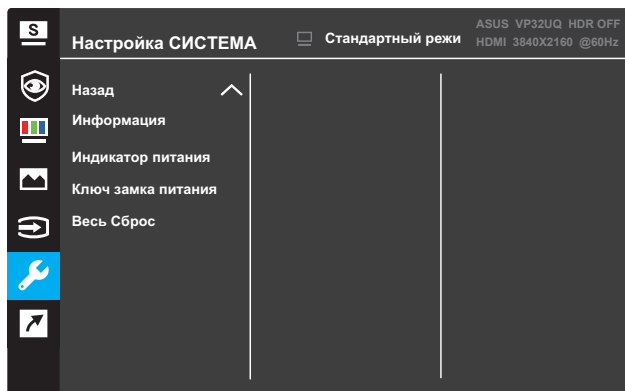 S
Настройка СИСТЕМА
Стандартный режи
ASUS VP32UQ HDR OFF
HDMI 3840X2160 @60Hz
Назад
Информация
Индикатор питания
Ключ замка питания
Весь Сброс